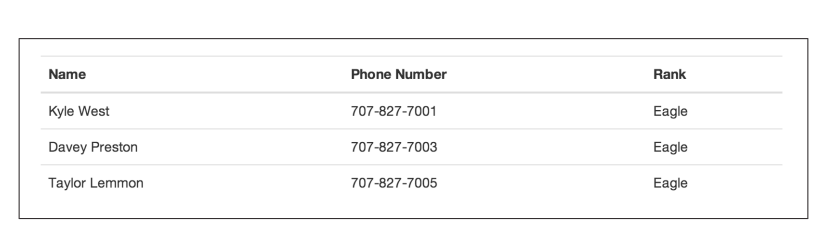 Name Phone Number Rank
Kyle West 707-827-7001 Eagle
Davey Preston 707-827-7003 Eagle
Taylor Lemmon 707-827-7005 Eagle